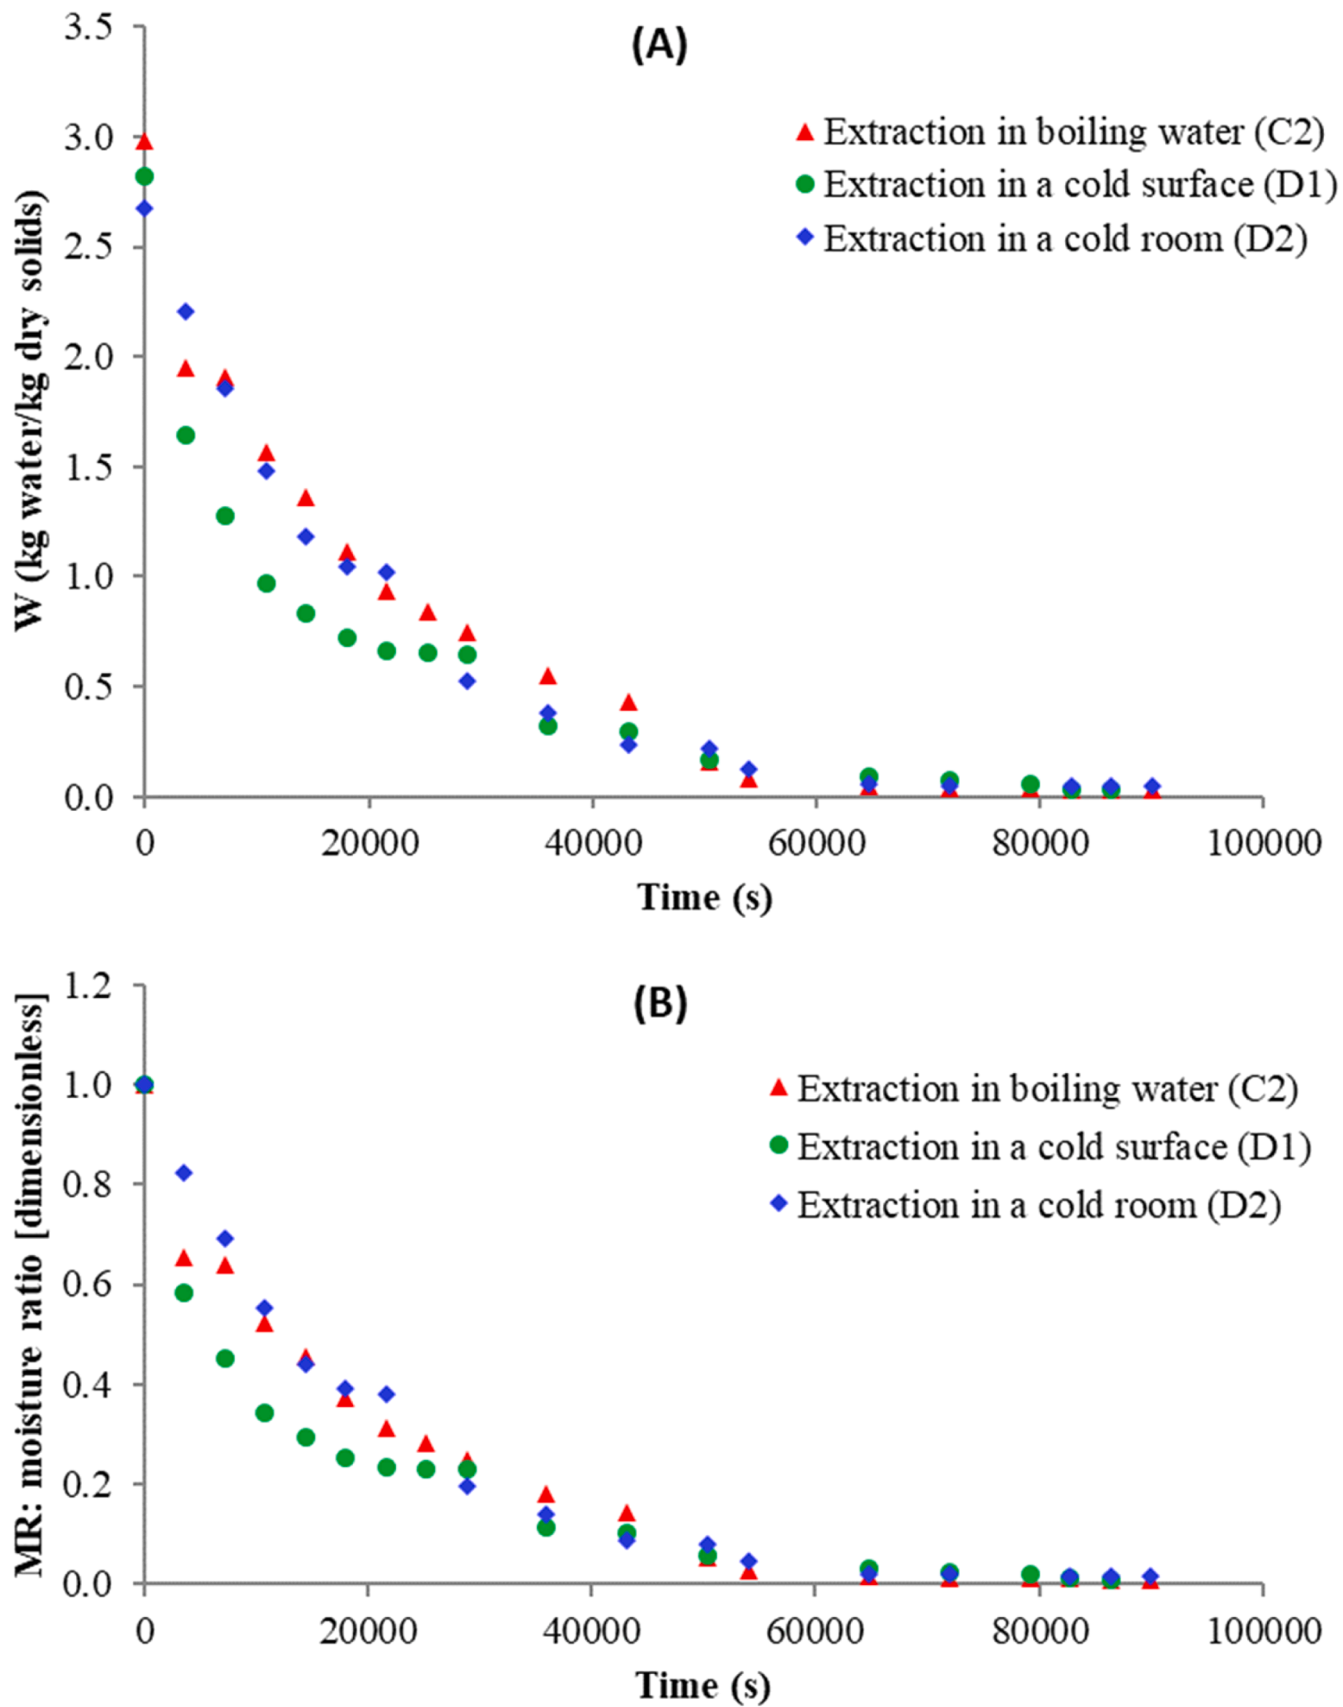 (A)
3.5
3.0
2.5
2.0
1.5
1.0
0.5
0.0
W (kg water/kg dry solids)
Extraction in boiling water (C2)
Extraction in a cold surface (D1)
Extraction in a cold room (D2)
0 20000 40000 60000 80000 100000
Time (s)
(B)
1.2
1.0
0.8
0.6
0.4
0.2
0.0
MR: moisture ratio [dimensionless]
Extraction in boiling water (C2)
Extraction in a cold surface (D1)
Extraction in a cold room (D2)
0 20000 40000 60000 80000 100000
Time (s)